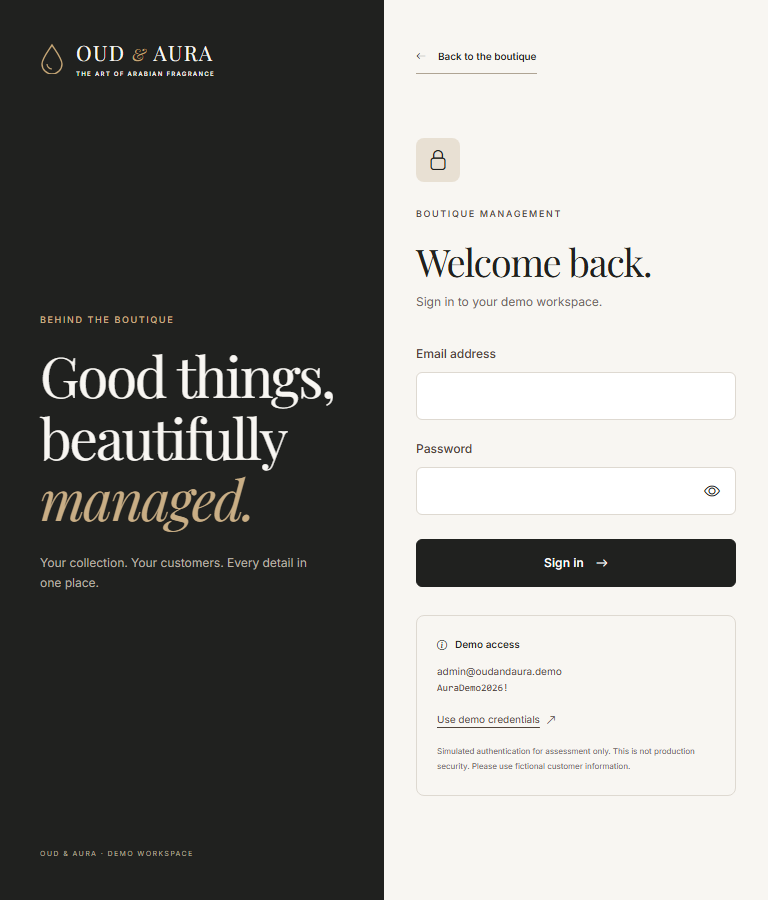 OUD & AURA
THE ART OF ARABIAN FRAGRANCE
BEHIND THE BOUTIQUE
Good things,
beautifully
managed.
Your collection. Your customers. Every detail in
one place.
OUD & AURA · DEMO WORKSPACE
Back to the boutique
BOUTIQUE MANAGEMENT
Welcome back.
Sign in to your demo workspace.
Email address
Password
Sign in
Demo access
admin@oudandaura.demo
AuraDemo2026!
Use demo credentials
Simulated authentication for assessment only. This is not production
security. Please use fictional customer information.